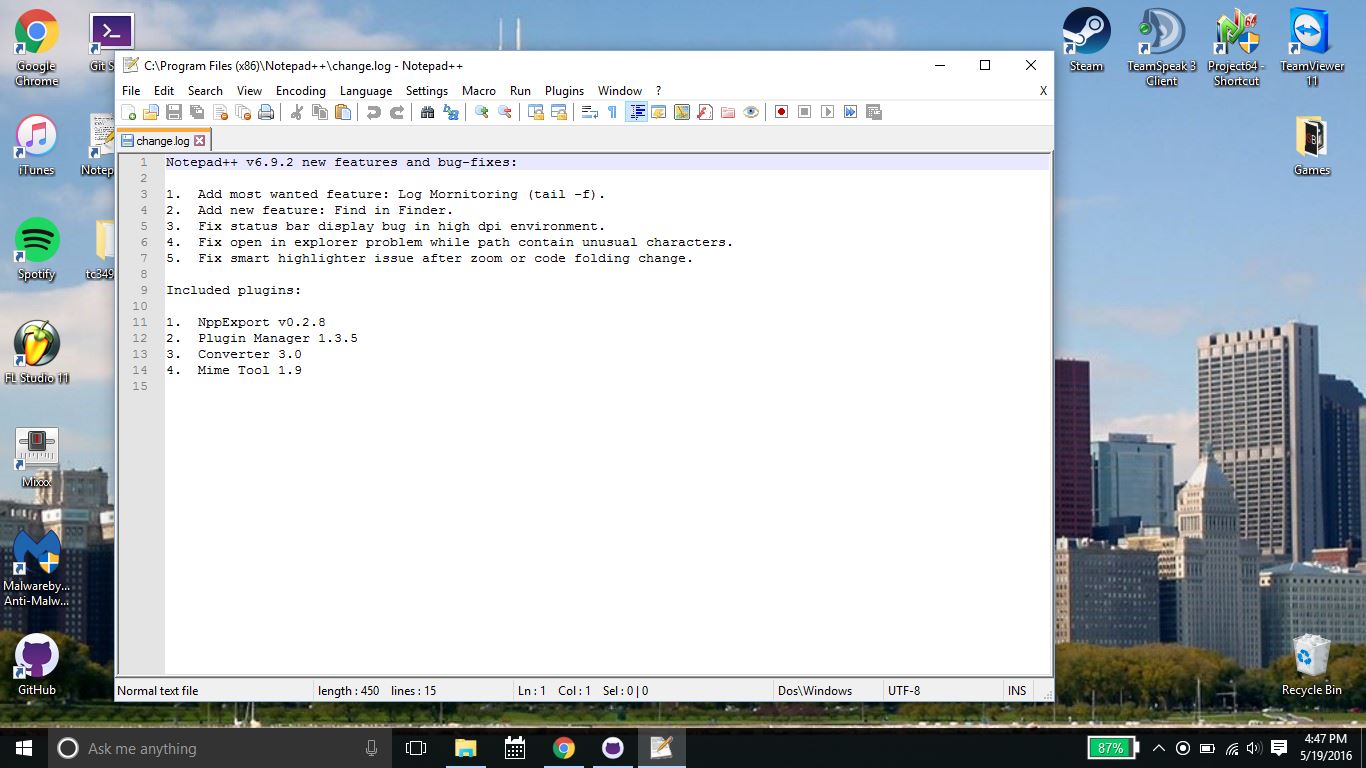 Google
Chrome
Git S
iTunes
Notep
Spotify
tc349
FL Studio 11
Mixxx
Malwareby...
Anti-Malw...
GitHub
C:\Program Files (x86)\Notepad++\change.log - Notepad++
File Edit Search View Encoding Language Settings Macro Run Plugins Window ? X
change.log
1 Notepad++ v6.9.2 new features and bug-fixes:
2
3 1. Add most wanted feature: Log Mornitoring (tail -f).
4 2. Add new feature: Find in Finder.
5 3. Fix status bar display bug in high dpi environment.
6 4. Fix open in explorer problem while path contain unusual characters.
7 5. Fix smart highlighter issue after zoom or code folding change.
8
9 Included plugins:
10
11 1. NppExport v0.2.8
12 2. Plugin Manager 1.3.5
13 3. Converter 3.0
14 4. Mime Tool 1.9
15
Normal text file length : 450 lines : 15 Ln : 1 Col : 1 Sel : 0 | 0 Dos\Windows UTF-8 INS
Steam
TeamSpeak 3
Client
64
Project64 -
Shortcut
TeamViewer
11
Games
Recycle Bin
Ask me anything
87%
4:47 PM
5/19/2016